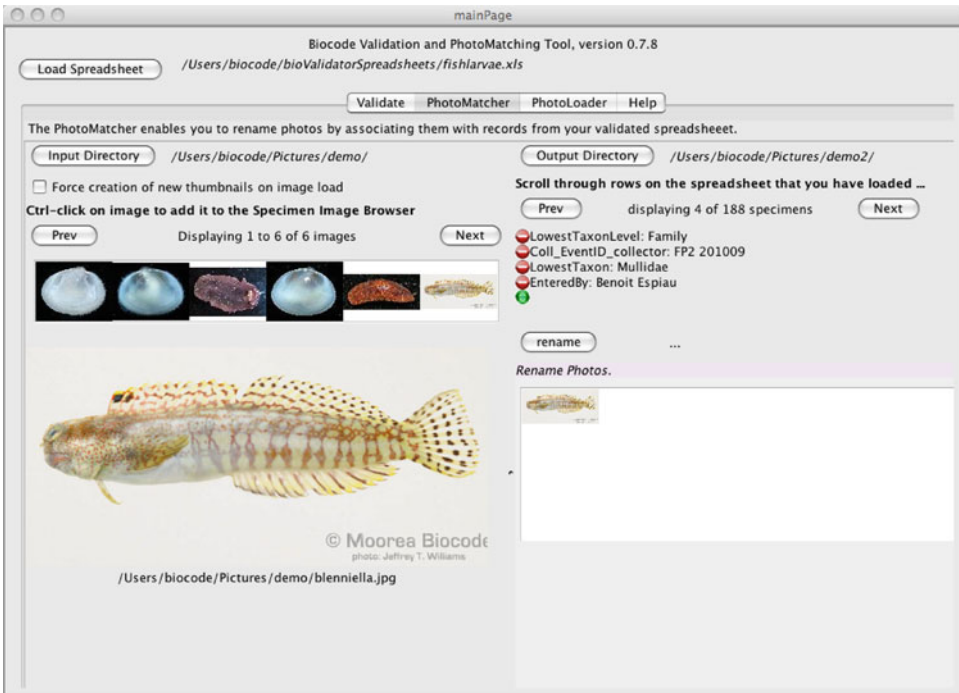 mainPage
Biocode Validation and PhotoMatching Tool, version 0.7.8
Load Spreadsheet
/Users/biocode/bioValidatorSpreadsheets/fishlarvae.xls
Validate
PhotoMatcher
PhotoLoader
Help
The PhotoMatcher enables you to rename photos by associating them with records from your validated spreadsheeet.
Input Directory
/Users/biocode/Pictures/demo/
Force creation of new thumbnails on image load
Ctrl-click on image to add it to the Specimen Image Browser
Prev
Displaying 1 to 6 of 6 images
Next
© Moorea Biocode
photo: Jeffrey T. Williams
/Users/biocode/Pictures/demo/blenniella.jpg
Output Directory
/Users/biocode/Pictures/demo2/
Scroll through rows on the spreadsheet that you have loaded ...
Prev
displaying 4 of 188 specimens
Next
LowestTaxonLevel: Family
Coll_EventID_collector: FP2 201009
LowestTaxon: Mullidae
EnteredBy: Benoit Espiau
rename
...
Rename Photos.